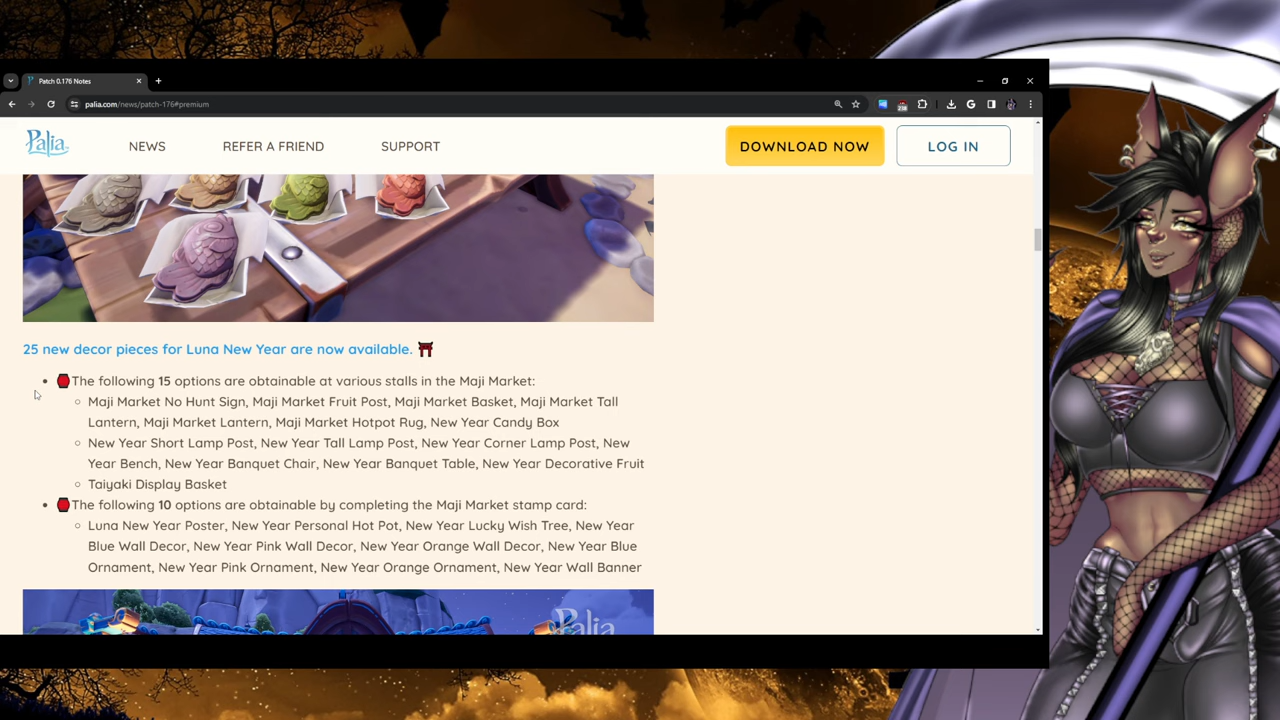 Patch 0.176 Notes
palia.com/news/patch-176#premium
238
Palia
NEWS
REFER A FRIEND
SUPPORT
DOWNLOAD NOW
LOG IN
25 new decor pieces for Luna New Year are now available.
The following 15 options are obtainable at various stalls in the Maji Market:
Maji Market No Hunt Sign, Maji Market Fruit Post, Maji Market Basket, Maji Market Tall
Lantern, Maji Market Lantern, Maji Market Hotpot Rug, New Year Candy Box
New Year Short Lamp Post, New Year Tall Lamp Post, New Year Corner Lamp Post, New
Year Bench, New Year Banquet Chair, New Year Banquet Table, New Year Decorative Fruit
Taiyaki Display Basket
The following 10 options are obtainable by completing the Maji Market stamp card:
Luna New Year Poster, New Year Personal Hot Pot, New Year Lucky Wish Tree, New Year
Blue Wall Decor, New Year Pink Wall Decor, New Year Orange Wall Decor, New Year Blue
Ornament, New Year Pink Ornament, New Year Orange Ornament, New Year Wall Banner
Palia